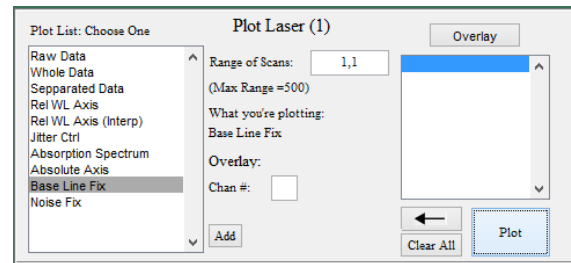 Plot List: Choose One
Raw Data
Whole Data
Sepparated Data
Rel WL Axis
Rel WL Axis (Interp)
Jitter Ctrl
Absorption Spectrum
Absolute Axis
Base Line Fix
Noise Fix
Plot Laser (1)
Range of Scans: 1,1
(Max Range =500)
What you're plotting:
Base Line Fix
Overlay:
Chan #:
Add
Overlay
Clear All
Plot